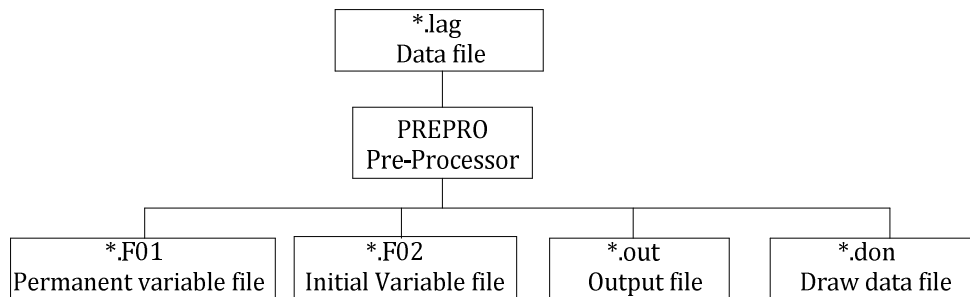 *.lag
Data file
PREPRO
Pre-Processor
*.F01
Permanent variable file
*.F02
Initial Variable file
*.out
Output file
*.don
Draw data file